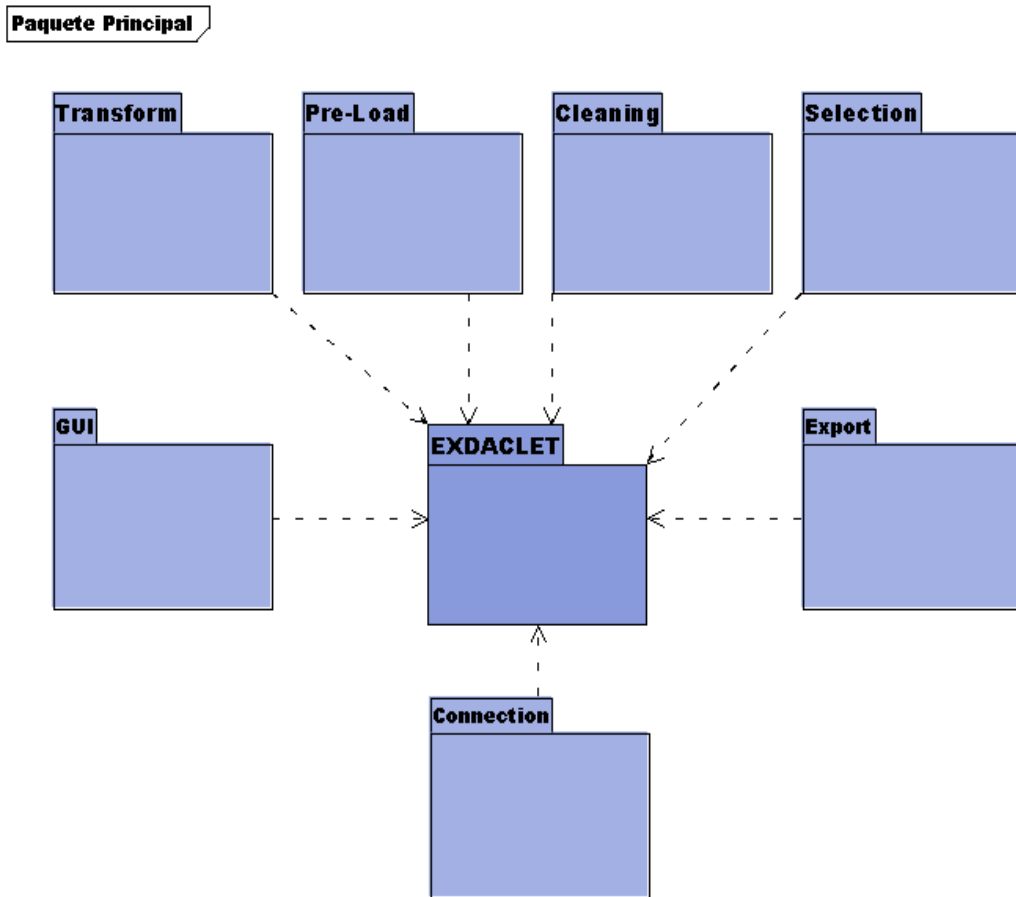 Paquete Principal
Transform
Pre-Load
Cleaning
Selection
GUI
EXDACLET
Export
Connection